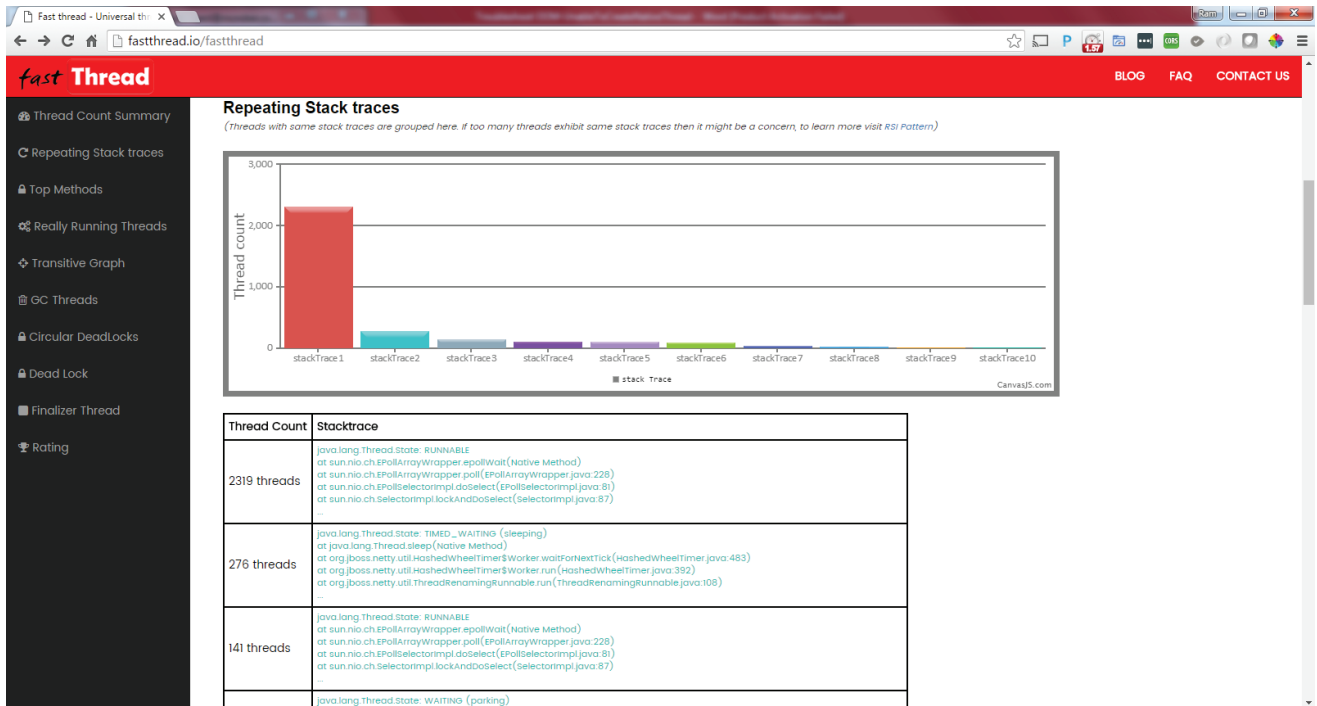 Fast thread - Universal thr
Ram
fastthread.io/fastthread
P
1.57
CORS
fast Thread
BLOG FAQ CONTACT US
Thread Count Summary
Repeating Stack traces
Top Methods
Really Running Threads
Transitive Graph
GC Threads
Circular DeadLocks
Dead Lock
Finalizer Thread
Rating
Repeating Stack traces
(Threads with same stack traces are grouped here. If too many threads exhibit same stack traces then it might be a concern, to learn more visit RSI Pattern)
3,000
2,000
1,000
0
Thread count
stackTrace1 stackTrace2 stackTrace3 stackTrace4 stackTrace5 stackTrace6 stackTrace7 stackTrace8 stackTrace9 stackTrace10
stack Trace
CanvasJS.com
Thread Count Stacktrace
2319 threads
java.lang.Thread.State: RUNNABLE
at sun.nio.ch.EPollArrayWrapper.epollWait(Native Method)
at sun.nio.ch.EPollArrayWrapper.poll(EPollArrayWrapper.java:228)
at sun.nio.ch.EPollSelectorImpl.doSelect(EPollSelectorImpl.java:81)
at sun.nio.ch.SelectorImpl.lockAndDoSelect(SelectorImpl.java:87)
...
276 threads
java.lang.Thread.State: TIMED_WAITING (sleeping)
at java.lang.Thread.sleep(Native Method)
at org.jboss.netty.util.HashedWheelTimer$Worker.waitForNextTick(HashedWheelTimer.java:483)
at org.jboss.netty.util.HashedWheelTimer$Worker.run(HashedWheelTimer.java:392)
at org.jboss.netty.util.ThreadRenamingRunnable.run(ThreadRenamingRunnable.java:108)
...
141 threads
java.lang.Thread.State: RUNNABLE
at sun.nio.ch.EPollArrayWrapper.epollWait(Native Method)
at sun.nio.ch.EPollArrayWrapper.poll(EPollArrayWrapper.java:228)
at sun.nio.ch.EPollSelectorImpl.doSelect(EPollSelectorImpl.java:81)
at sun.nio.ch.SelectorImpl.lockAndDoSelect(SelectorImpl.java:87)
...
java.lang.Thread.State: WAITING (parking)